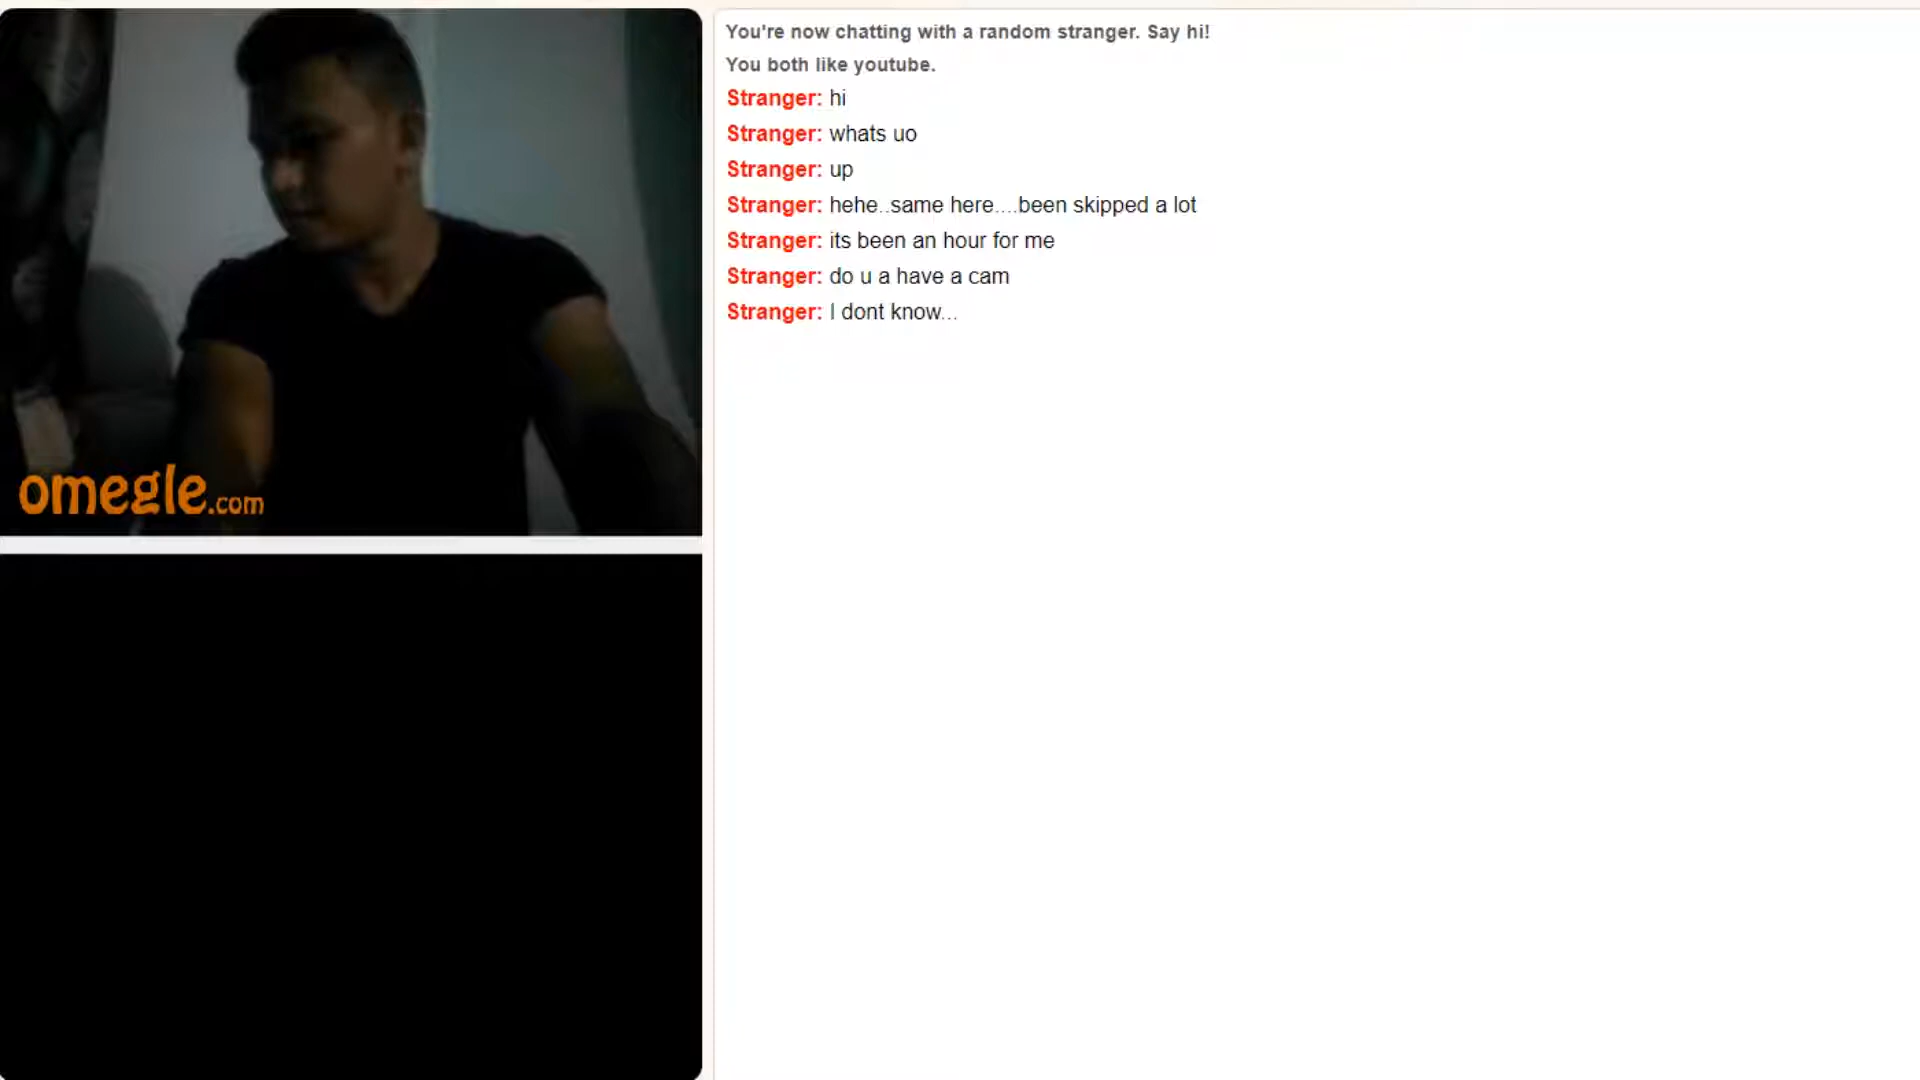 You're now chatting with a random stranger. Say hi!
You both like youtube.
Stranger: hi
Stranger: whats uo
Stranger: up
Stranger: hehe..same here....been skipped a lot
Stranger: its been an hour for me
Stranger: do u a have a cam
Stranger: I dont know...
omegle.com